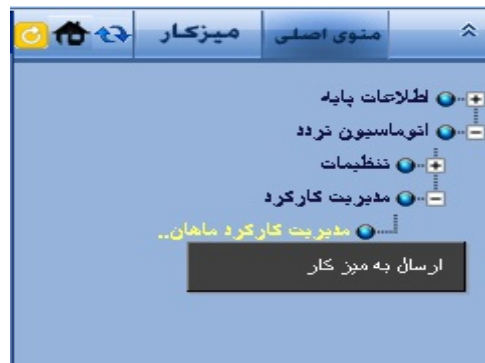 منوی اصلی میزکار
اطلاعات پایه
اتوماسیون تردد
تنظیمات
مدیریت کارکرد
مدیریت کارکرد ماهان..
ارسال به میز کار